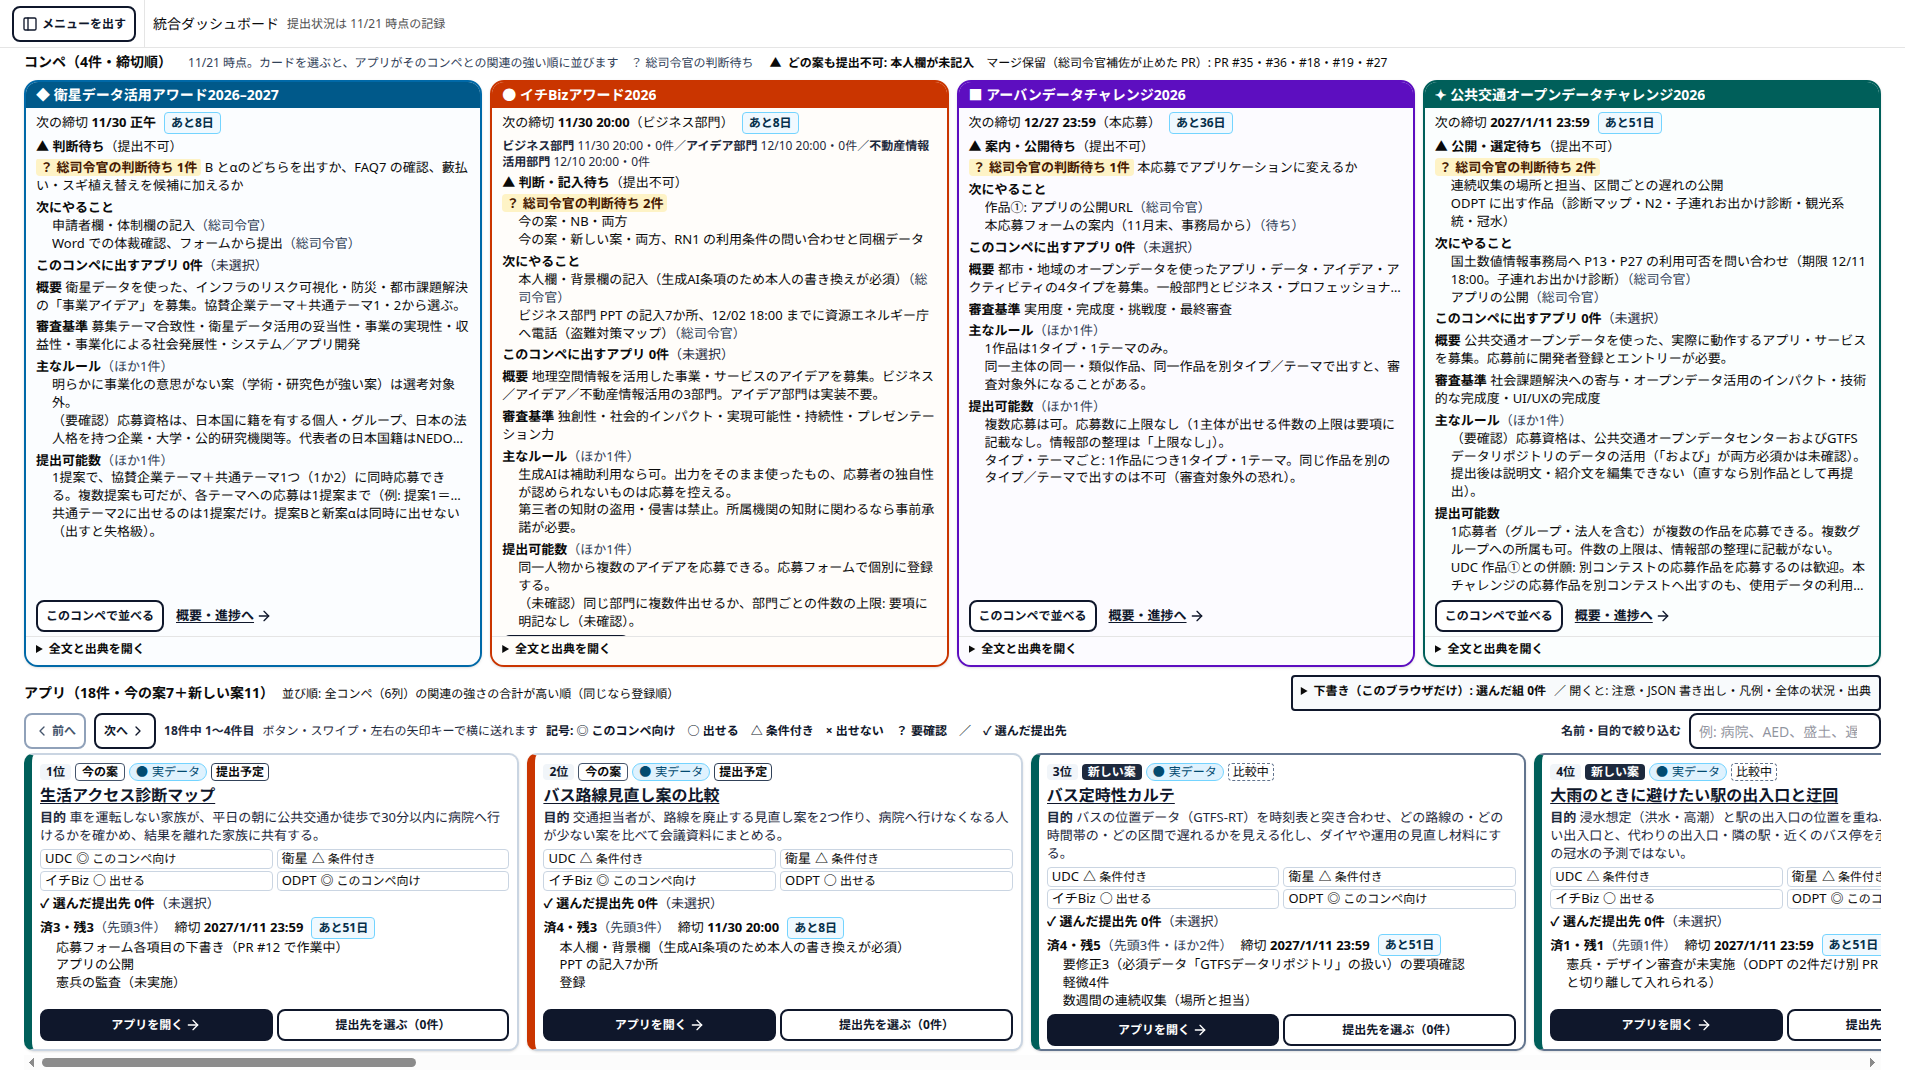 メニューを出す
統合ダッシュボード 提出状況は 11/21 時点の記録
コンペ（4件・締切順） 11/21 時点。カードを選ぶと、アプリがそのコンペとの関連の強い順に並びます ？ 総司令官の判断待ち ▲ どの案も提出不可: 本人欄が未記入 マージ保留（総司令官補佐が止めた PR）: PR #35・#36・#18・#19・#27
◆ 衛星データ活用アワード2026–2027
次の締切 11/30 正午 あと8日
▲ 判断待ち（提出不可）
？ 総司令官の判断待ち 1件 B とαのどちらを出すか、FAQ7 の確認、藪払
い・スギ植え替えを候補に加えるか
次にやること
申請者欄・体制欄の記入（総司令官）
Word での体裁確認、フォームから提出（総司令官）
このコンペに出すアプリ 0件（未選択）
概要 衛星データを使った、インフラのリスク可視化・防災・都市課題解決
の「事業アイデア」を募集。協賛企業テーマ＋共通テーマ1・2から選ぶ。
審査基準 募集テーマ合致性・衛星データ活用の妥当性・事業の実現性・収
益性・事業化による社会発展性・システム／アプリ開発
主なルール（ほか1件）
明らかに事業化の意思がない案（学術・研究色が強い案）は選考対象
外。
（要確認）応募資格は、日本国に籍を有する個人・グループ、日本の法
人格を持つ企業・大学・公的研究機関等。代表者の日本国籍はNEDO...
提出可能数（ほか1件）
1提案で、協賛企業テーマ＋共通テーマ1つ（1か2）に同時応募でき
る。複数提案も可だが、各テーマへの応募は1提案まで（例: 提案1＝...
共通テーマ2に出せるのは1提案だけ。提案Bと新案αは同時に出せない
（出すと失格級）。
このコンペで並べる 概要・進捗へ →
▶ 全文と出典を開く
● イチBizアワード2026
次の締切 11/30 20:00（ビジネス部門） あと8日
ビジネス部門 11/30 20:00・0件／アイデア部門 12/10 20:00・0件／不動産情報
活用部門 12/10 20:00・0件
▲ 判断・記入待ち（提出不可）
？ 総司令官の判断待ち 2件
今の案・NB・両方
今の案・新しい案・両方、RN1 の利用条件の問い合わせと同梱データ
次にやること
本人欄・背景欄の記入（生成AI条項のため本人の書き換えが必須）（総
司令官）
ビジネス部門 PPT の記入7か所、12/02 18:00 までに資源エネルギー庁
へ電話（盗難対策マップ）（総司令官）
このコンペに出すアプリ 0件（未選択）
概要 地理空間情報を活用した事業・サービスのアイデアを募集。ビジネス
／アイデア／不動産情報活用の3部門。アイデア部門は実装不要。
審査基準 独創性・社会的インパクト・実現可能性・持続性・プレゼンテー
ション力
主なルール（ほか1件）
生成AIは補助利用なら可。出力をそのまま使ったもの、応募者の独自性
が認められないものは応募を控える。
第三者の知財の盗用・侵害は禁止。所属機関の知財に関わるなら事前承
諾が必要。
提出可能数（ほか1件）
同一人物から複数のアイデアを応募できる。応募フォームで個別に登録
する。
（未確認）同じ部門に複数件出せるか、部門ごとの件数の上限: 要項に
明記なし（未確認）。
▶ 全文と出典を開く
■ アーバンデータチャレンジ2026
次の締切 12/27 23:59（本応募） あと36日
▲ 案内・公開待ち（提出不可）
？ 総司令官の判断待ち 1件 本応募でアプリケーションに変えるか
次にやること
作品①: アプリの公開URL（総司令官）
本応募フォームの案内（11月末、事務局から）（待ち）
このコンペに出すアプリ 0件（未選択）
概要 都市・地域のオープンデータを使ったアプリ・データ・アイデア・ア
クティビティの4タイプを募集。一般部門とビジネス・プロフェッショナ...
審査基準 実用度・完成度・挑戦度・最終審査
主なルール（ほか1件）
1作品は1タイプ・1テーマのみ。
同一主体の同一・類似作品、同一作品を別タイプ／テーマで出すと、審
査対象外になることがある。
提出可能数（ほか1件）
複数応募は可。応募数に上限なし（1主体が出せる件数の上限は要項に
記載なし。情報部の整理は「上限なし」）。
タイプ・テーマごと: 1作品につき1タイプ・1テーマ。同じ作品を別の
タイプ／テーマで出すのは不可（審査対象外の恐れ）。
このコンペで並べる 概要・進捗へ →
▶ 全文と出典を開く
✦ 公共交通オープンデータチャレンジ2026
次の締切 2027/1/11 23:59 あと51日
▲ 公開・選定待ち（提出不可）
？ 総司令官の判断待ち 2件
連続収集の場所と担当、区間ごとの遅れの公開
ODPT に出す作品（診断マップ・N2・子連れお出かけ診断・観光系
統・冠水）
次にやること
国土数値情報事務局へ P13・P27 の利用可否を問い合わせ（期限 12/11
18:00。子連れお出かけ診断）（総司令官）
アプリの公開（総司令官）
このコンペに出すアプリ 0件（未選択）
概要 公共交通オープンデータを使った、実際に動作するアプリ・サービス
を募集。応募前に開発者登録とエントリーが必要。
審査基準 社会課題解決への寄与・オープンデータ活用のインパクト・技術
的な完成度・UI/UXの完成度
主なルール（ほか1件）
（要確認）応募資格は、公共交通オープンデータセンターおよびGTFS
データリポジトリのデータの活用（「および」が両方必須かは未確認）。
提出後は説明文・紹介文を編集できない（直すなら別作品として再提
出）。
提出可能数
1応募者（グループ・法人を含む）が複数の作品を応募できる。複数グ
ループへの所属も可。件数の上限は、情報部の整理に記載がない。
UDC 作品①との併願: 別コンテストの応募作品を応募するのは歓迎。本
チャレンジの応募作品を別コンテストへ出すのも、使用データの利用...
このコンペで並べる 概要・進捗へ →
▶ 全文と出典を開く
アプリ（18件・今の案7＋新しい案11） 並び順: 全コンペ（6列）の関連の強さの合計が高い順（同じなら登録順）
▶ 下書き（このブラウザだけ）: 選んだ組 0件 ／ 開くと: 注意・JSON 書き出し・凡例・全体の状況・出典
前へ 次へ 18件中 1〜4件目 ボタン・スワイプ・左右の矢印キーで横に送れます 記号: ◎ このコンペ向け ○ 出せる △ 条件付き × 出せない ？ 要確認 ／ ✓ 選んだ提出先
名前・目的で絞り込む 例: 病院、AED、盛土、遅
1位 今の案 ● 実データ 提出予定
生活アクセス診断マップ
目的 車を運転しない家族が、平日の朝に公共交通か徒歩で30分以内に病院へ行
けるかを確かめ、結果を離れた家族に共有する。
UDC ◎ このコンペ向け 衛星 △ 条件付き
イチBiz ○ 出せる ODPT ◎ このコンペ向け
✓ 選んだ提出先 0件（未選択）
済3・残3（先頭3件） 締切 2027/1/11 23:59 あと51日
応募フォーム各項目の下書き（PR #12 で作業中）
アプリの公開
憲兵の監査（未実施）
アプリを開く → 提出先を選ぶ（0件）
2位 今の案 ● 実データ 提出予定
バス路線見直し案の比較
目的 交通担当者が、路線を廃止する見直し案を2つ作り、病院へ行けなくなる人
が少ない案を比べて会議資料にまとめる。
UDC △ 条件付き 衛星 △ 条件付き
イチBiz ◎ このコンペ向け ODPT ○ 出せる
✓ 選んだ提出先 0件（未選択）
済4・残3（先頭3件） 締切 11/30 20:00 あと8日
本人欄・背景欄（生成AI条項のため本人の書き換えが必須）
PPT の記入7か所
登録
アプリを開く → 提出先を選ぶ（0件）
3位 新しい案 ● 実データ 比較中
バス定時性カルテ
目的 バスの位置データ（GTFS-RT）を時刻表と突き合わせ、どの路線の・どの
時間帯の・どの区間で遅れるかを見える化し、ダイヤや運用の見直し材料にす
る。
UDC △ 条件付き 衛星 △ 条件付き
イチBiz ○ 出せる ODPT ◎ このコンペ向け
✓ 選んだ提出先 0件（未選択）
済4・残5（先頭3件・ほか2件） 締切 2027/1/11 23:59 あと51日
要修正3（必須データ「GTFSデータリポジトリ」の扱い）の要項確認
軽微4件
数週間の連続収集（場所と担当）
アプリを開く → 提出先を選ぶ（0件）
4位 新しい案 ● 実データ 比較中
大雨のときに避けたい駅の出入口と迂回
目的 浸水想定（洪水・高潮）と駅の出入口の位置を重ね、
い出入口と、代わりの出入口・隣の駅・近くのバス停を
の冠水の予測ではない。
UDC △ 条件付き 衛星 △ 条件付き
イチBiz ○ 出せる ODPT ◎ このコ
✓ 選んだ提出先 0件（未選択）
済1・残1（先頭1件） 締切 2027/1/11 23:59 あと51日
憲兵・デザイン審査が未実施（ODPT の2件だけ別 PR
と切り離して入れられる）
アプリを開く → 提出先